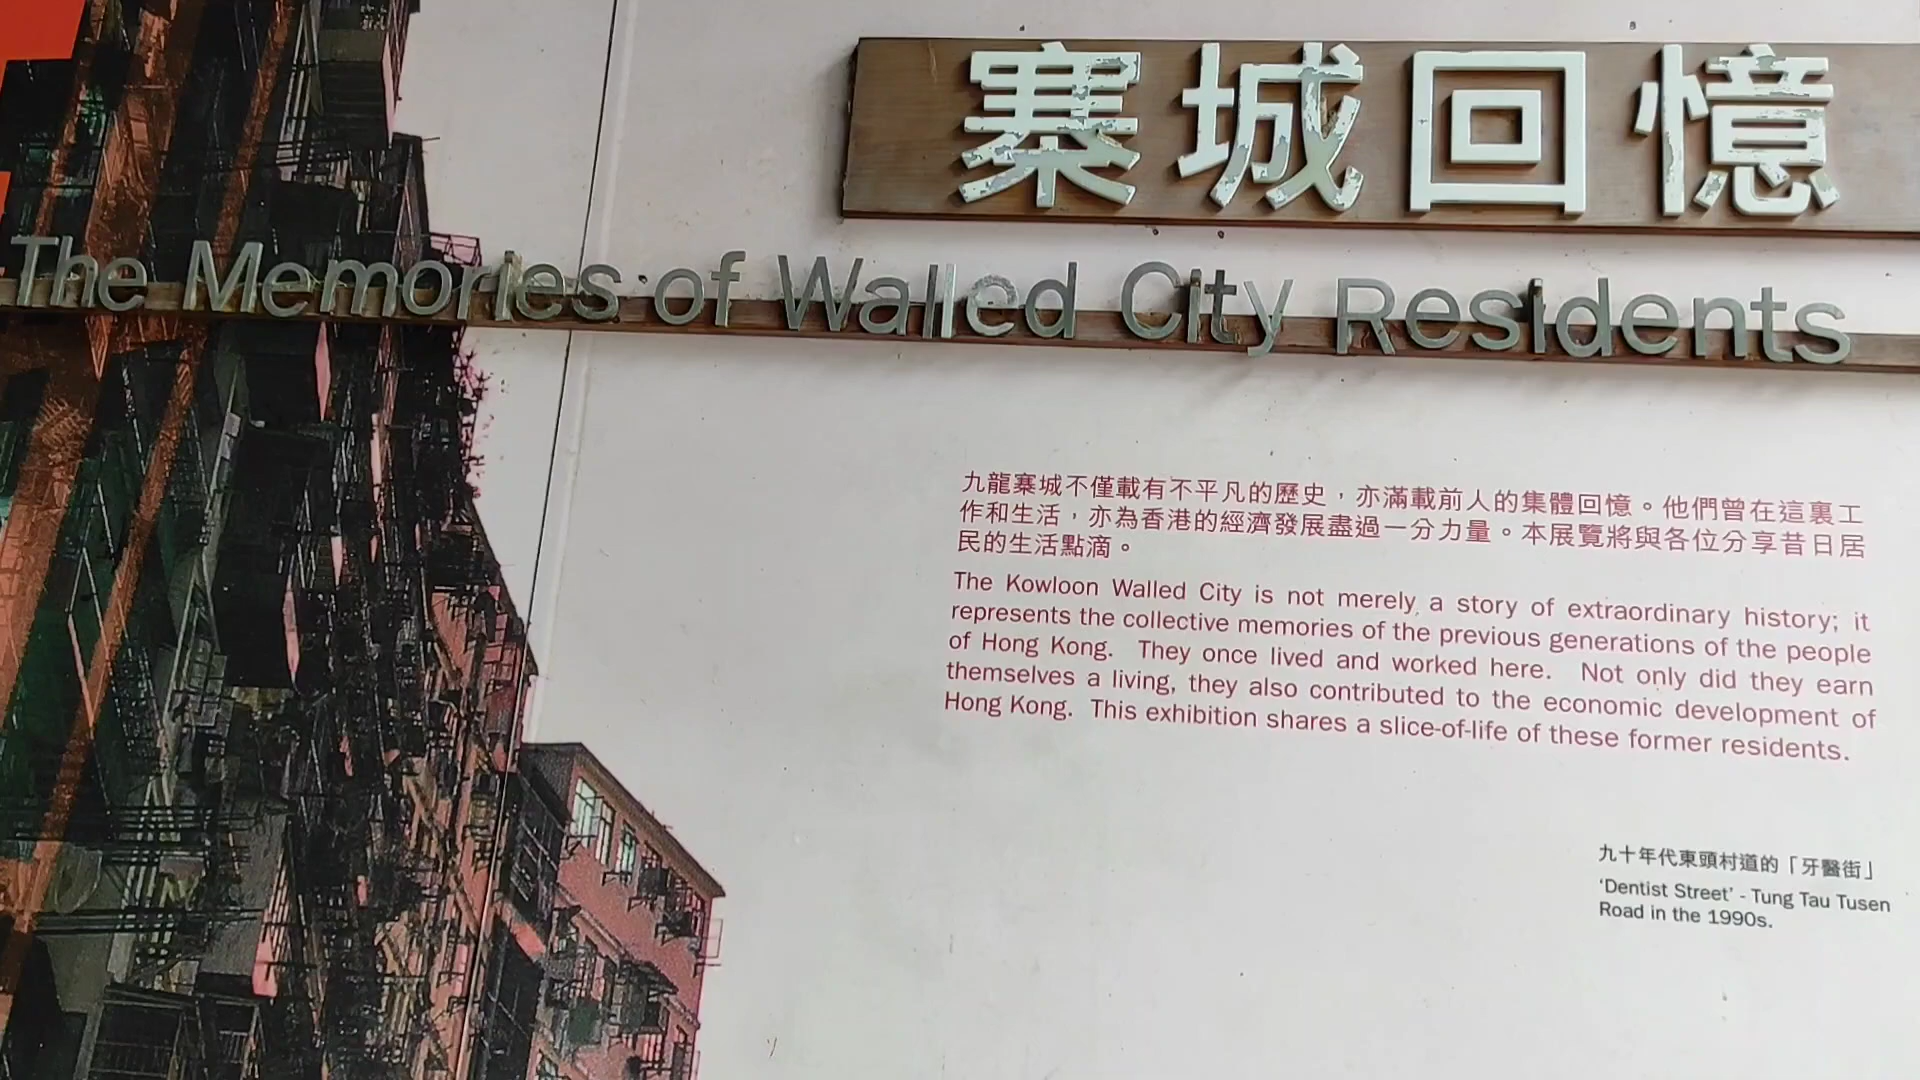 寨城回憶
The Memories of Walled City Residents
九龍寨城不僅載有不平凡的歷史，亦滿載前人的集體回憶。他們曾在這裏工
作和生活，亦為香港的經濟發展盡過一分力量。本展覽將與各位分享昔日居
民的生活點滴。
The Kowloon Walled City is not merely a story of extraordinary history; it
represents the collective memories of the previous generations of the people
of Hong Kong. They once lived and worked here. Not only did they earn
themselves a living, they also contributed to the economic development of
Hong Kong. This exhibition shares a slice-of-life of these former residents.
九十年代東頭村道的「牙醫街」
‘Dentist Street’ - Tung Tau Tusen
Road in the 1990s.